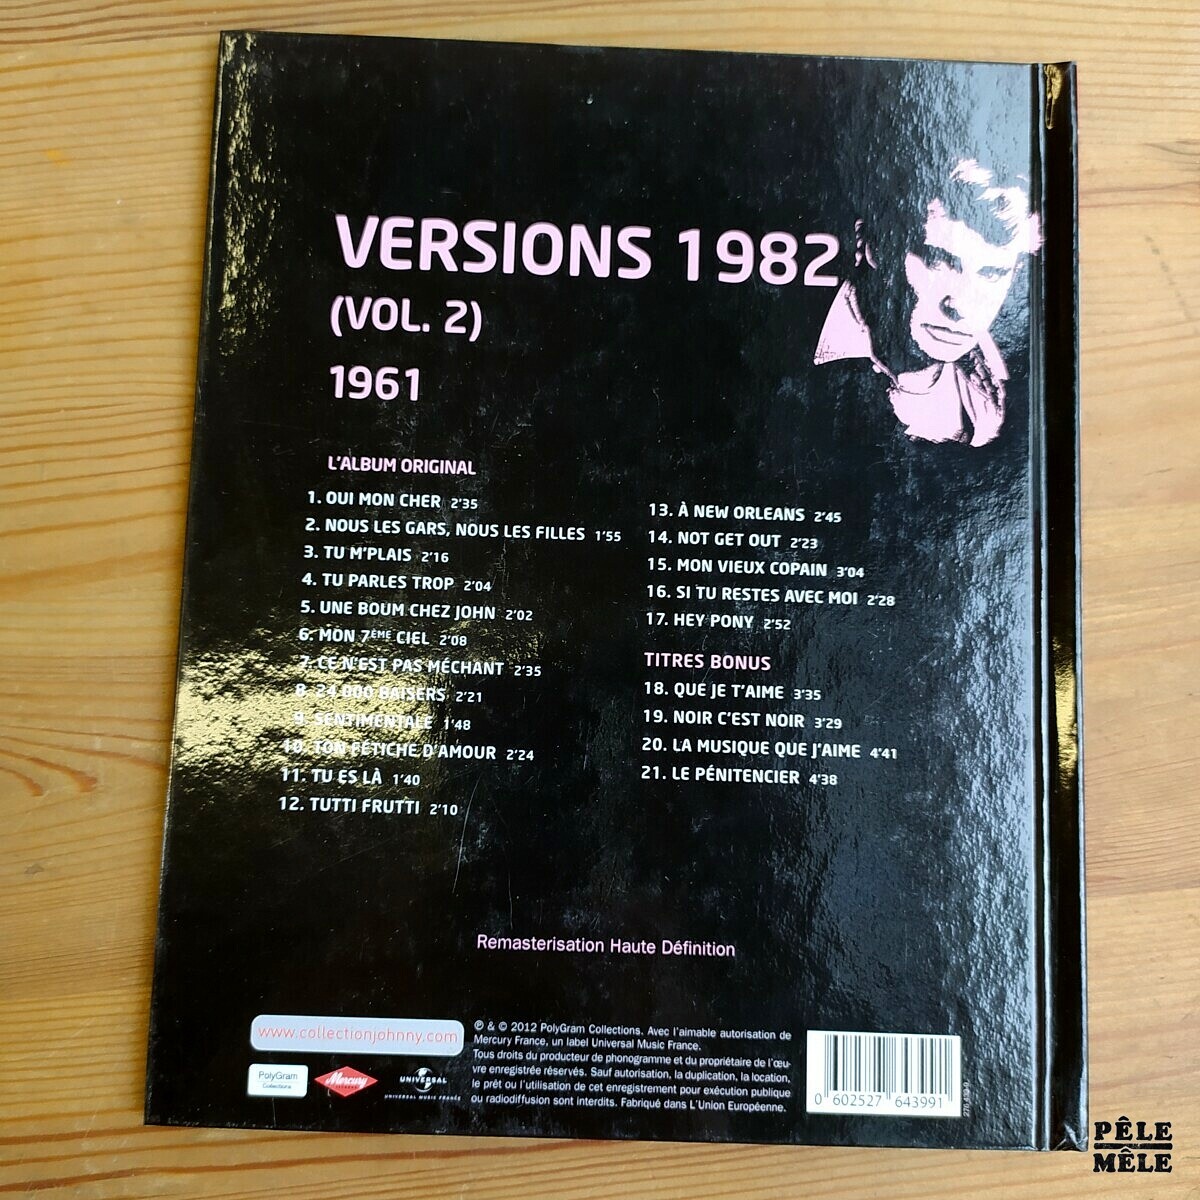 VERSIONS 1982
(VOL. 2)
1961
L'ALBUM ORIGINAL
1. OUI MON CHER 2'35
2. NOUS LES GARS, NOUS LES FILLES 1'55
3. TU M'PLAIS 2'16
4. TU PARLES TROP 2'04
5. UNE BOUM CHEZ JOHN 2'02
6. MON 7ÈME CIEL 2'08
7. CE N'EST PAS MÉCHANT 2'35
8. 24 000 BAISERS 2'21
9. SENTIMENTALE 1'48
10. TON FÉTICHE D'AMOUR 2'24
11. TU ES LÀ 1'40
12. TUTTI FRUTTI 2'10
13. À NEW ORLEANS 2'45
14. NOT GET OUT 2'23
15. MON VIEUX COPAIN 3'04
16. SI TU RESTES AVEC MOI 2'28
17. HEY PONY 2'52
TITRES BONUS
18. QUE JE T'AIME 3'35
19. NOIR C'EST NOIR 3'29
20. LA MUSIQUE QUE J'AIME 4'41
21. LE PÉNITENCIER 4'38
Remasterisation Haute Définition
www.collectionjohnny.com
PolyGram
Collections
Mercury
UNIVERSAL
UNIVERSAL MUSIC FRANCE
℗ & © 2012 PolyGram Collections. Avec l'aimable autorisation de
Mercury France, un label Universal Music France.
Tous droits du producteur de phonogramme et du propriétaire de l'œu-
vre enregistrée réservés. Sauf autorisation, la duplication, la location,
le prêt ou l'utilisation de cet enregistrement pour exécution publique
ou radiodiffusion sont interdits. Fabriqué dans L'Union Européenne.
0 602527 643991
PÊLE
MÊLE